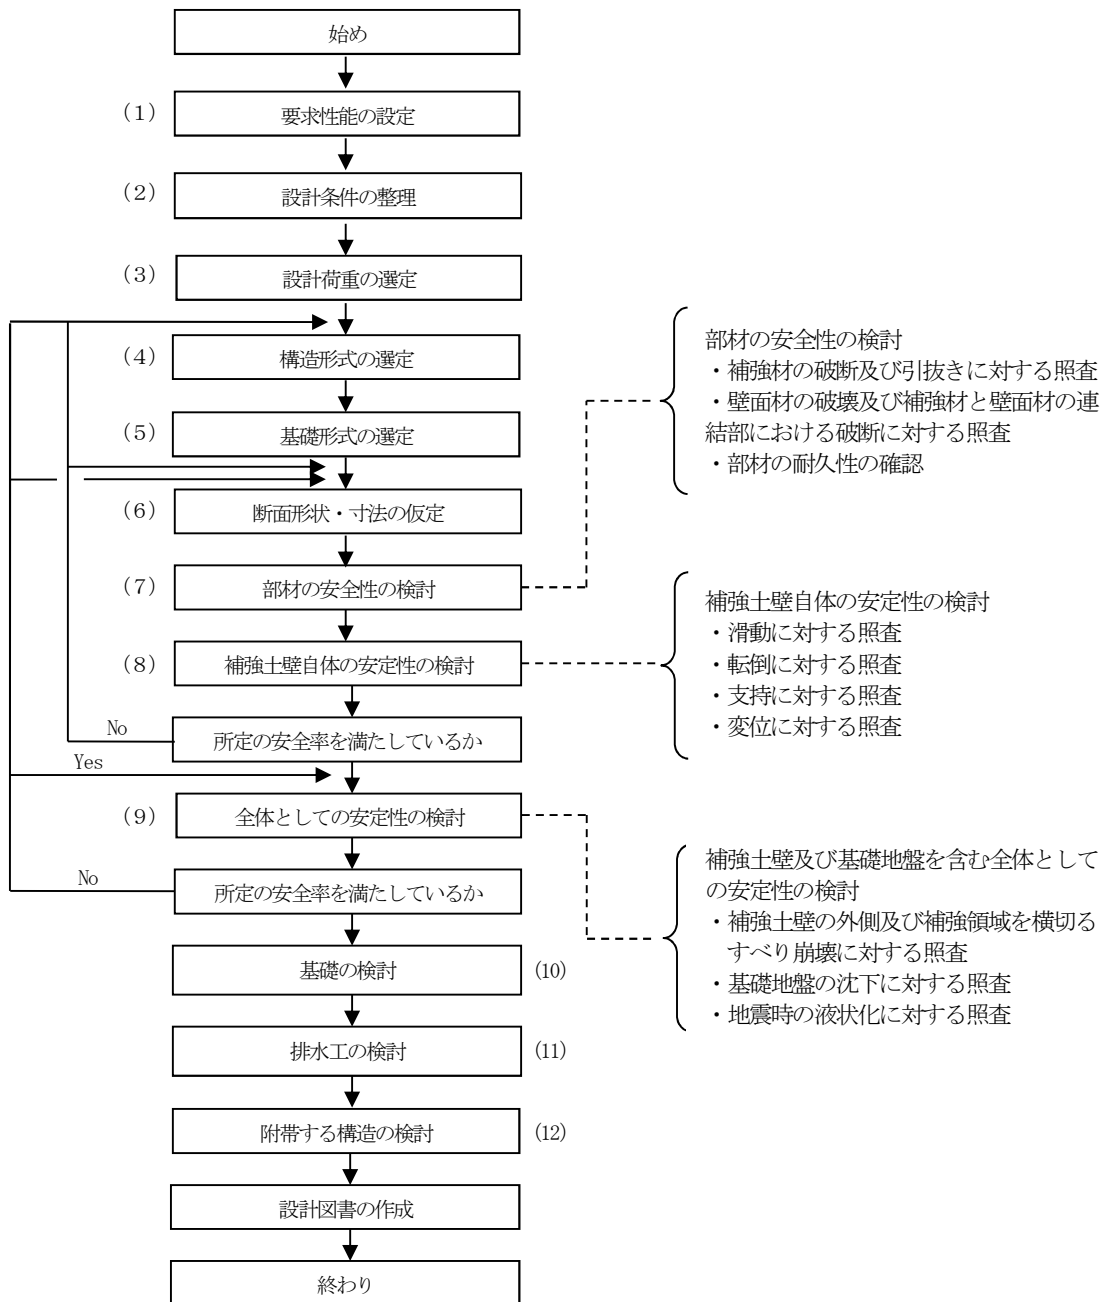 始め
（1）
要求性能の設定
（2）
設計条件の整理
（3）
設計荷重の選定
（4）
構造形式の選定
（5）
基礎形式の選定
（6）
断面形状・寸法の仮定
（7）
部材の安全性の検討
（8）
補強土壁自体の安定性の検討
No
所定の安全率を満たしているか
Yes
（9）
全体としての安定性の検討
No
所定の安全率を満たしているか
基礎の検討
(10)
排水工の検討
(11)
附帯する構造の検討
(12)
設計図書の作成
終わり
部材の安全性の検討
・補強材の破断及び引抜きに対する照査
・壁面材の破壊及び補強材と壁面材の連
結部における破断に対する照査
・部材の耐久性の確認
補強土壁自体の安定性の検討
・滑動に対する照査
・転倒に対する照査
・支持に対する照査
・変位に対する照査
補強土壁及び基礎地盤を含む全体として
の安定性の検討
・補強土壁の外側及び補強領域を横切る
すべり崩壊に対する照査
・基礎地盤の沈下に対する照査
・地震時の液状化に対する照査